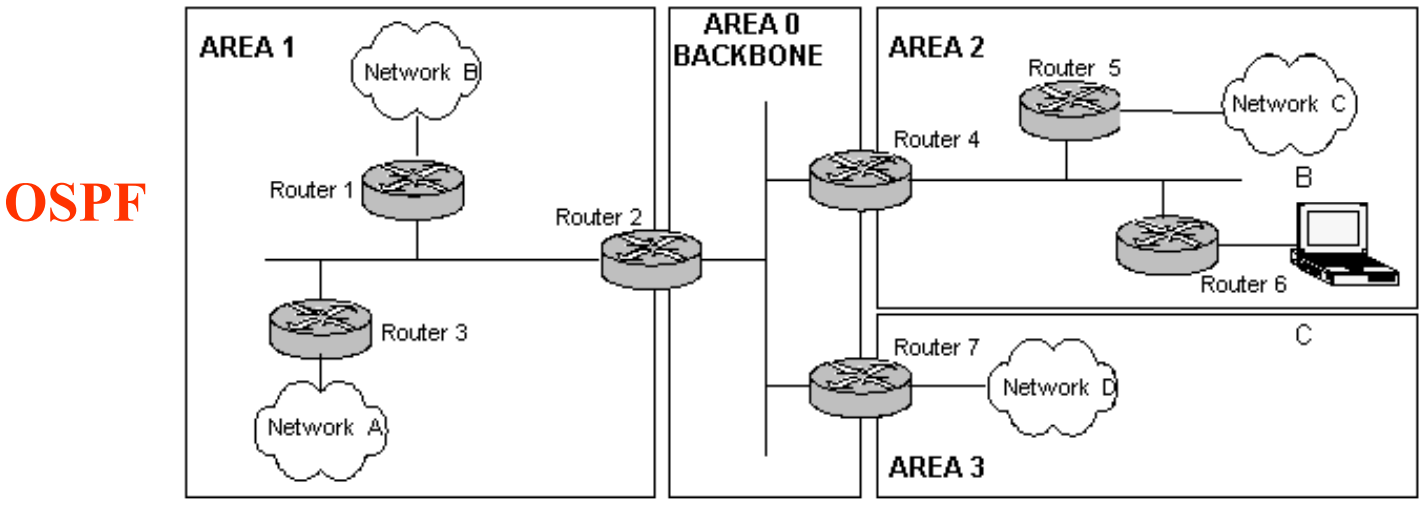 OSPF
AREA 1
Network B
Router 1
Router 2
Router 3
Network A
AREA 0
BACKBONE
AREA 2
Router 5
Network C
Router 4
B
Router 6
C
Router 7
Network D
AREA 3